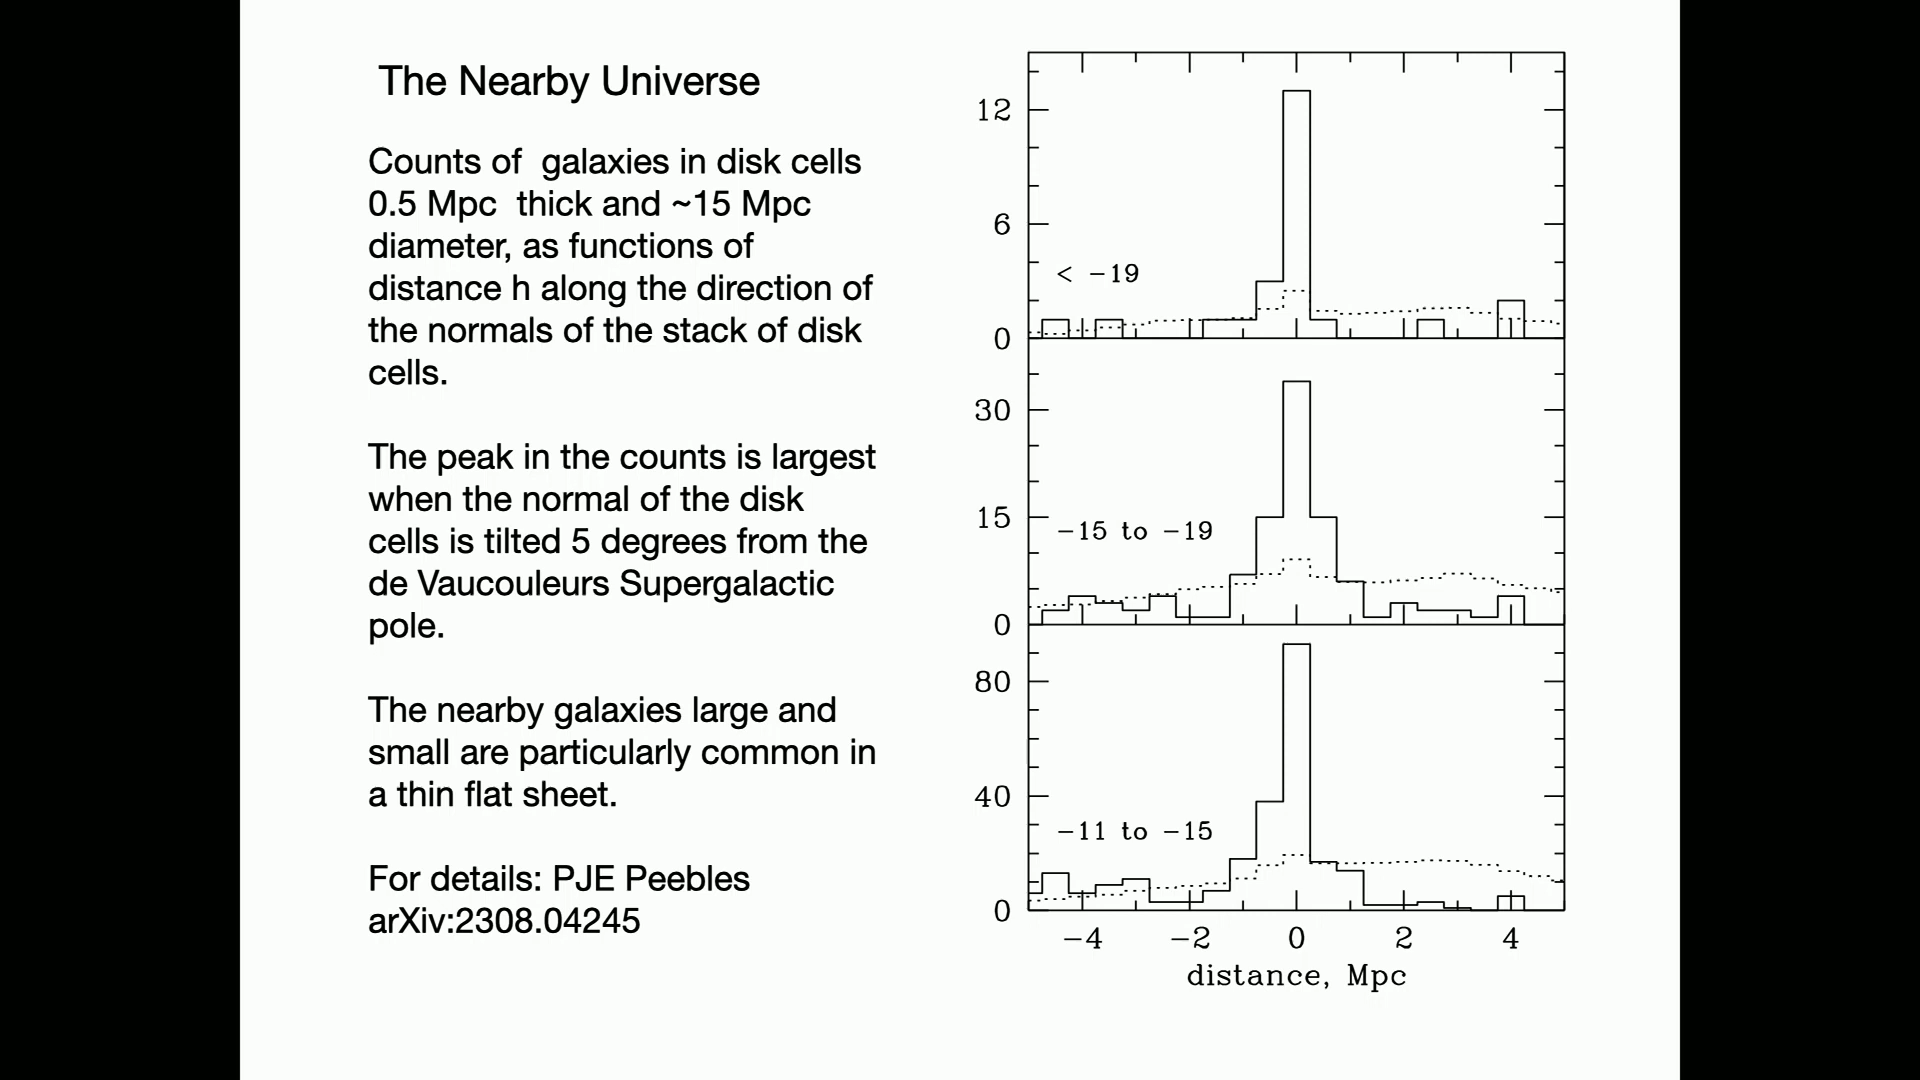 The Nearby Universe
Counts of galaxies in disk cells
0.5 Mpc thick and ~15 Mpc
diameter, as functions of
distance h along the direction of
the normals of the stack of disk
cells.
The peak in the counts is largest
when the normal of the disk
cells is tilted 5 degrees from the
de Vaucouleurs Supergalactic
pole.
The nearby galaxies large and
small are particularly common in
a thin flat sheet.
For details: PJE Peebles
arXiv:2308.04245
12
6
< −19
0
30
15
−15 to −19
0
80
40
−11 to −15
0
−4 −2 0 2 4
distance, Mpc